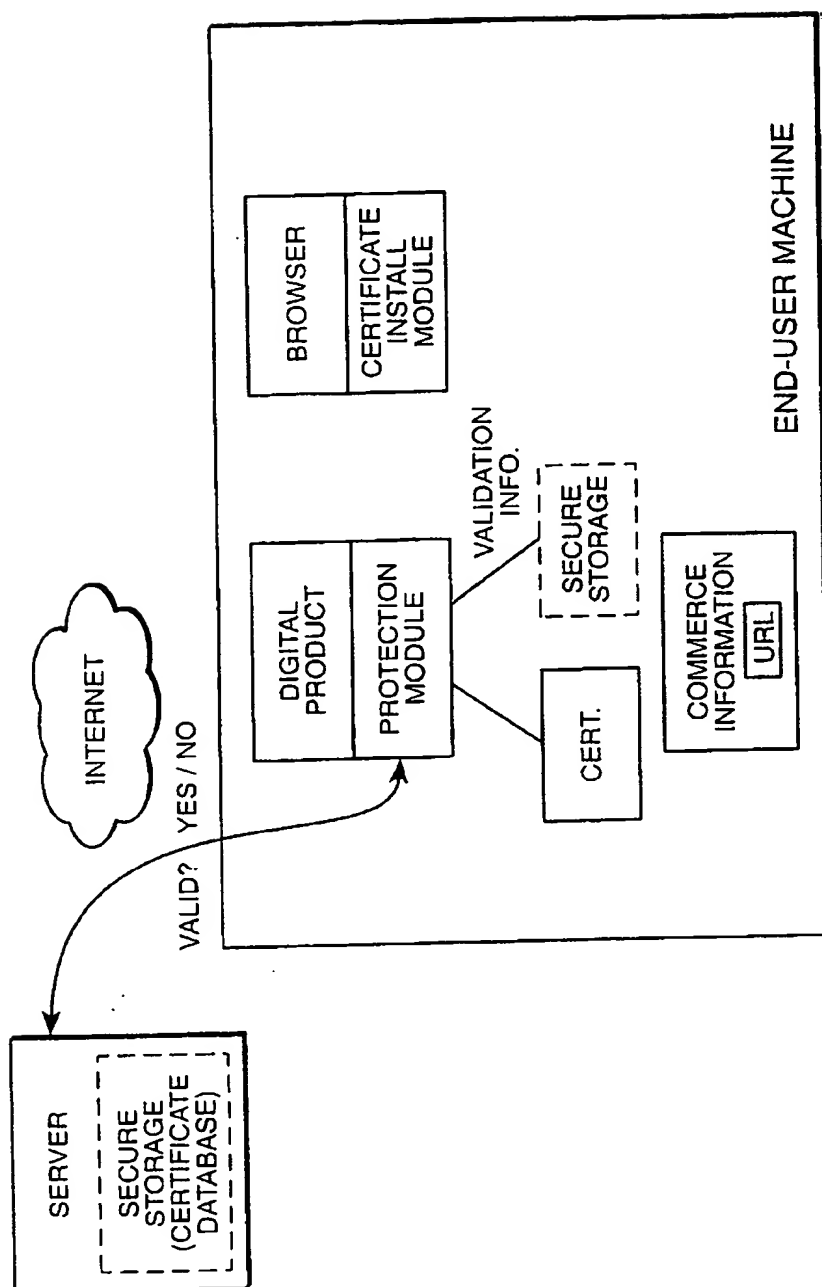 SERVER
SECURE
STORAGE
(CERTIFICATE
DATABASE)
INTERNET
VALID? YES / NO
DIGITAL
PRODUCT
PROTECTION
MODULE
BROWSER
CERTIFICATE
INSTALL
MODULE
VALIDATION
INFO.
CERT.
SECURE
STORAGE
COMMERCE
INFORMATION
URL
END-USER MACHINE